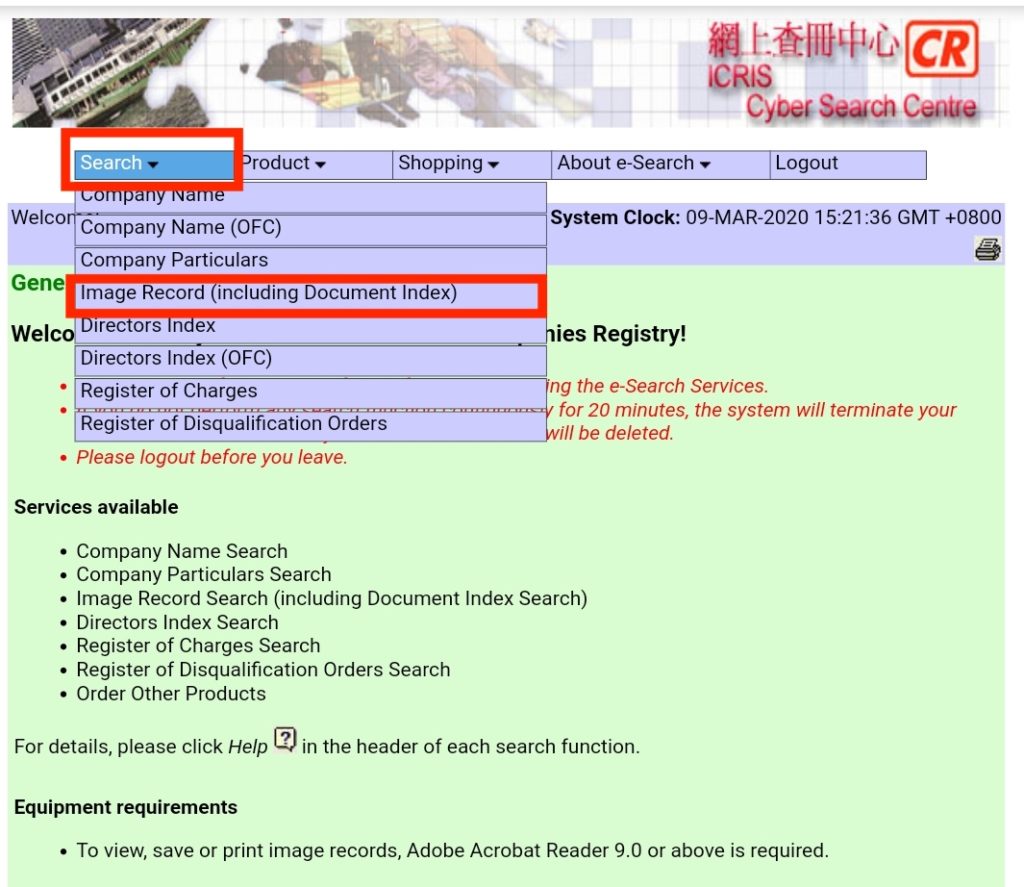 網上查冊中心 CR
ICRIS
Cyber Search Centre
Search Product Shopping About e-Search Logout
Company Name
Welcome System Clock: 09-MAR-2020 15:21:36 GMT +0800
Company Name (OFC)
Company Particulars
Gene
Image Record (including Document Index)
Directors Index
Welco nies Registry!
Directors Index (OFC)
ing the e-Search Services.
Register of Charges
y for 20 minutes, the system will terminate your
Register of Disqualification Orders
will be deleted.
• Please logout before you leave.
Services available
• Company Name Search
• Company Particulars Search
• Image Record Search (including Document Index Search)
• Directors Index Search
• Register of Charges Search
• Register of Disqualification Orders Search
• Order Other Products
For details, please click Help ? in the header of each search function.
Equipment requirements
• To view, save or print image records, Adobe Acrobat Reader 9.0 or above is required.